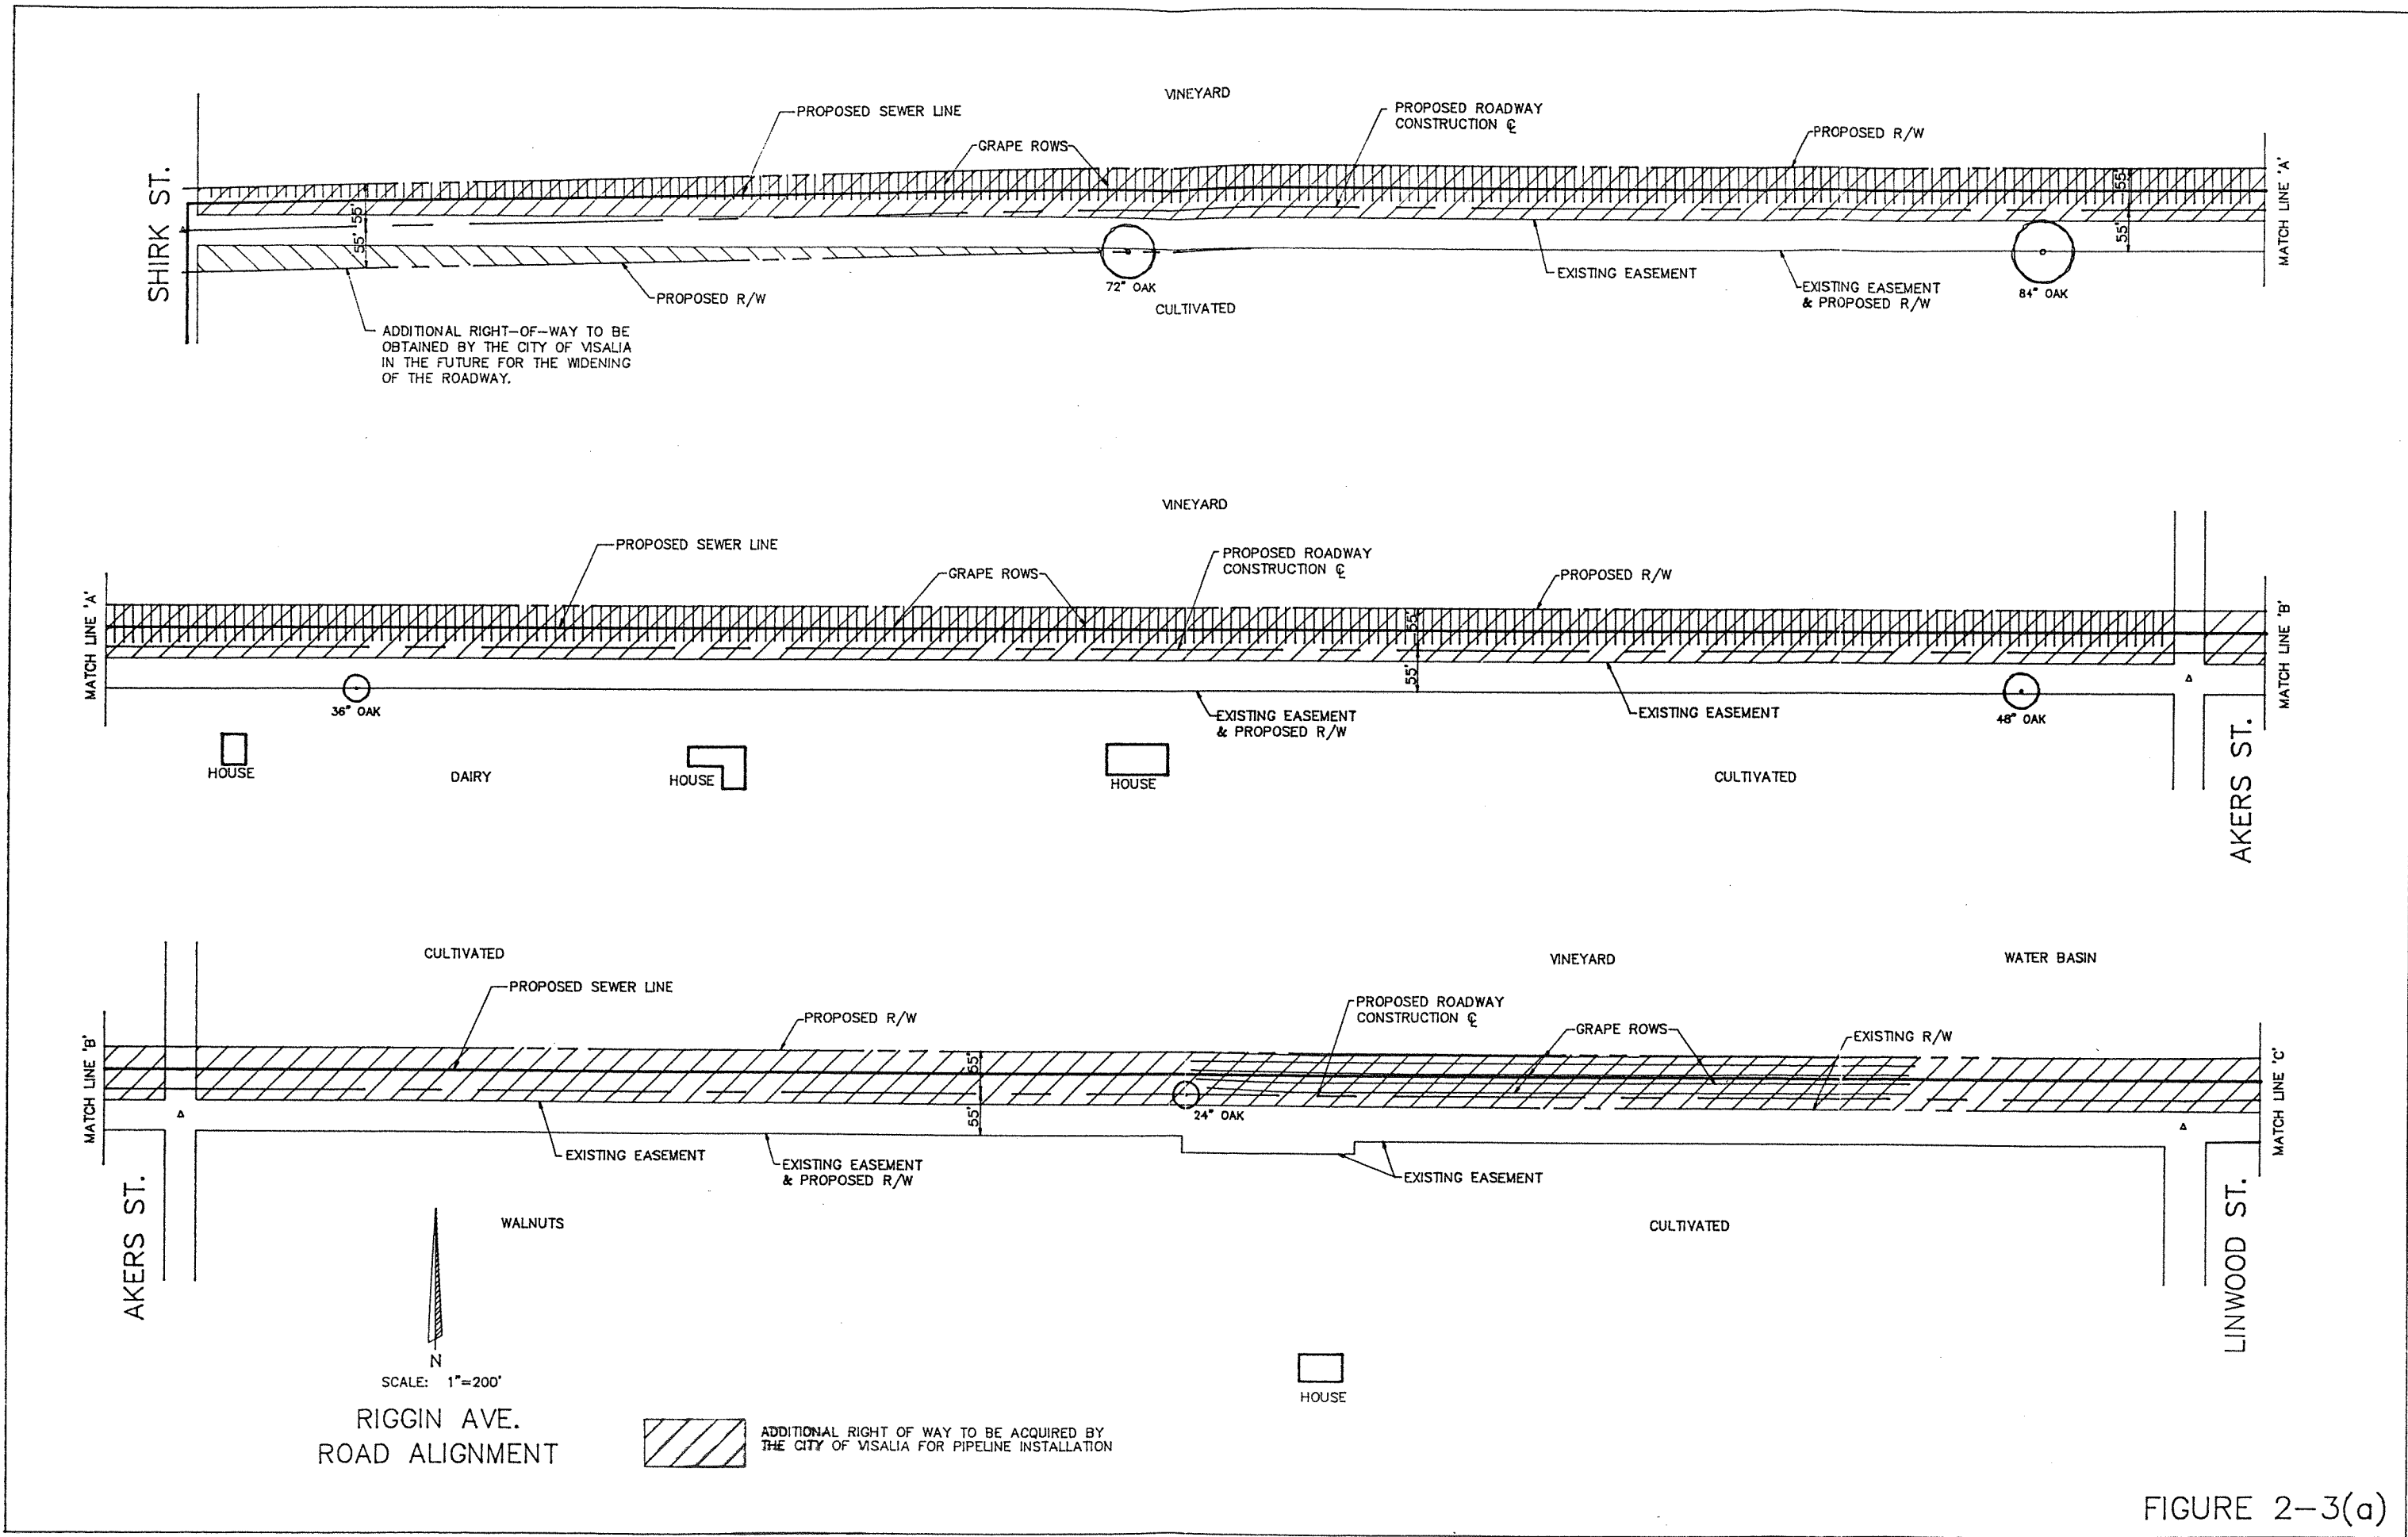 VINEYARD
PROPOSED SEWER LINE
PROPOSED ROADWAY
CONSTRUCTION ℄
GRAPE ROWS
PROPOSED R/W
SHIRK ST.
55'
55'
55'
55'
MATCH LINE 'A'
72" OAK
84" OAK
EXISTING EASEMENT
EXISTING EASEMENT
& PROPOSED R/W
PROPOSED R/W
CULTIVATED
ADDITIONAL RIGHT-OF-WAY TO BE
OBTAINED BY THE CITY OF VISALIA
IN THE FUTURE FOR THE WIDENING
OF THE ROADWAY.
VINEYARD
PROPOSED SEWER LINE
PROPOSED ROADWAY
CONSTRUCTION ℄
GRAPE ROWS
PROPOSED R/W
MATCH LINE 'A'
55'
55'
MATCH LINE 'B'
36" OAK
48" OAK
EXISTING EASEMENT
& PROPOSED R/W
EXISTING EASEMENT
HOUSE
DAIRY
HOUSE
HOUSE
CULTIVATED
AKERS ST.
CULTIVATED
VINEYARD
WATER BASIN
PROPOSED SEWER LINE
PROPOSED R/W
PROPOSED ROADWAY
CONSTRUCTION ℄
GRAPE ROWS
EXISTING R/W
MATCH LINE 'B'
55'
55'
MATCH LINE 'C'
24" OAK
EXISTING EASEMENT
EXISTING EASEMENT
& PROPOSED R/W
EXISTING EASEMENT
AKERS ST.
WALNUTS
CULTIVATED
LINWOOD ST.
N
SCALE: 1"=200'
HOUSE
RIGGIN AVE.
ROAD ALIGNMENT
ADDITIONAL RIGHT OF WAY TO BE ACQUIRED BY
THE CITY OF VISALIA FOR PIPELINE INSTALLATION
FIGURE 2-3(a)